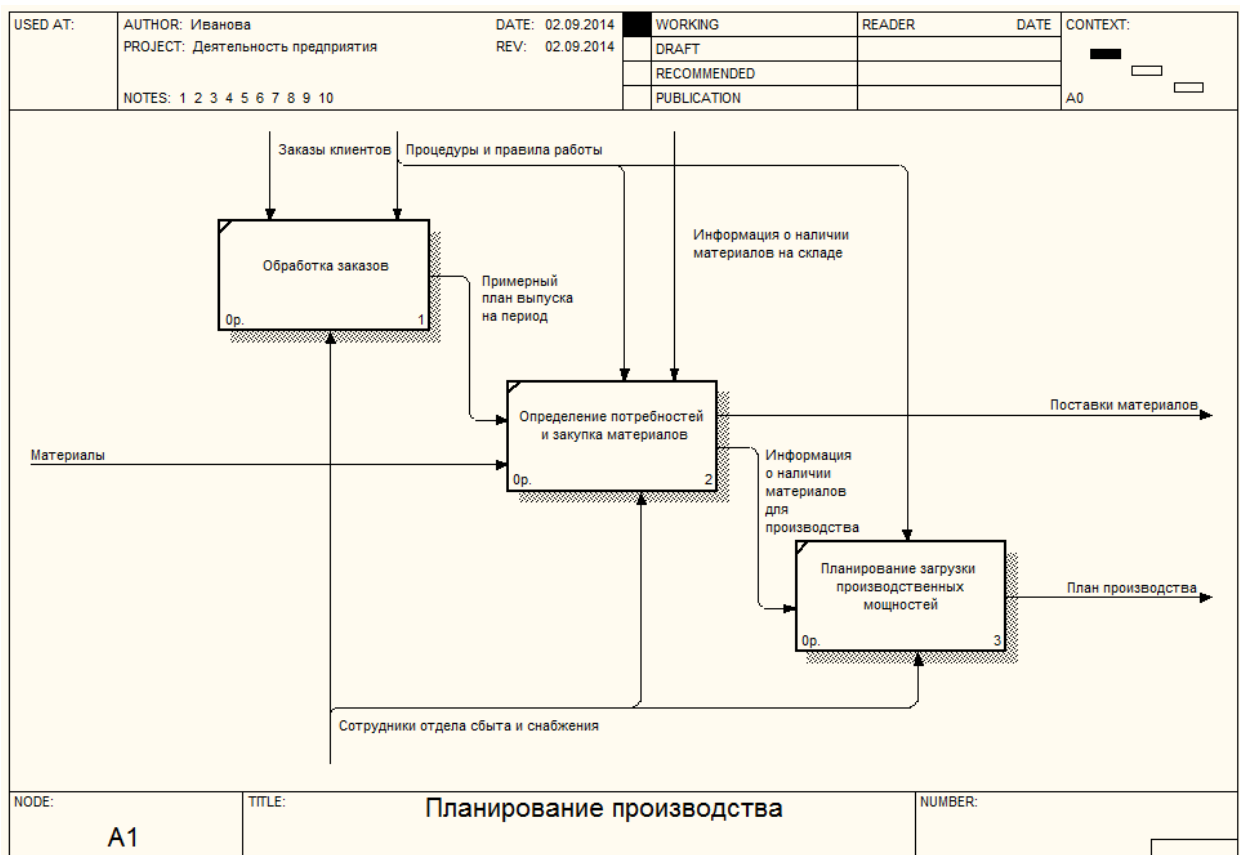 USED AT:
AUTHOR: Иванова
DATE: 02.09.2014
PROJECT: Деятельность предприятия
REV: 02.09.2014
NOTES: 1 2 3 4 5 6 7 8 9 10
WORKING
DRAFT
RECOMMENDED
PUBLICATION
READER
DATE
CONTEXT:
A0
Заказы клиентов
Процедуры и правила работы
Информация о наличии
материалов на складе
Обработка заказов
0р.
1
Примерный
план выпуска
на период
Определение потребностей
и закупка материалов
0р.
2
Поставки материалов
Материалы
Информация
о наличии
материалов
для
производства
Планирование загрузки
производственных
мощностей
0р.
3
План производства
Сотрудники отдела сбыта и снабжения
NODE:
A1
TITLE:
Планирование производства
NUMBER: